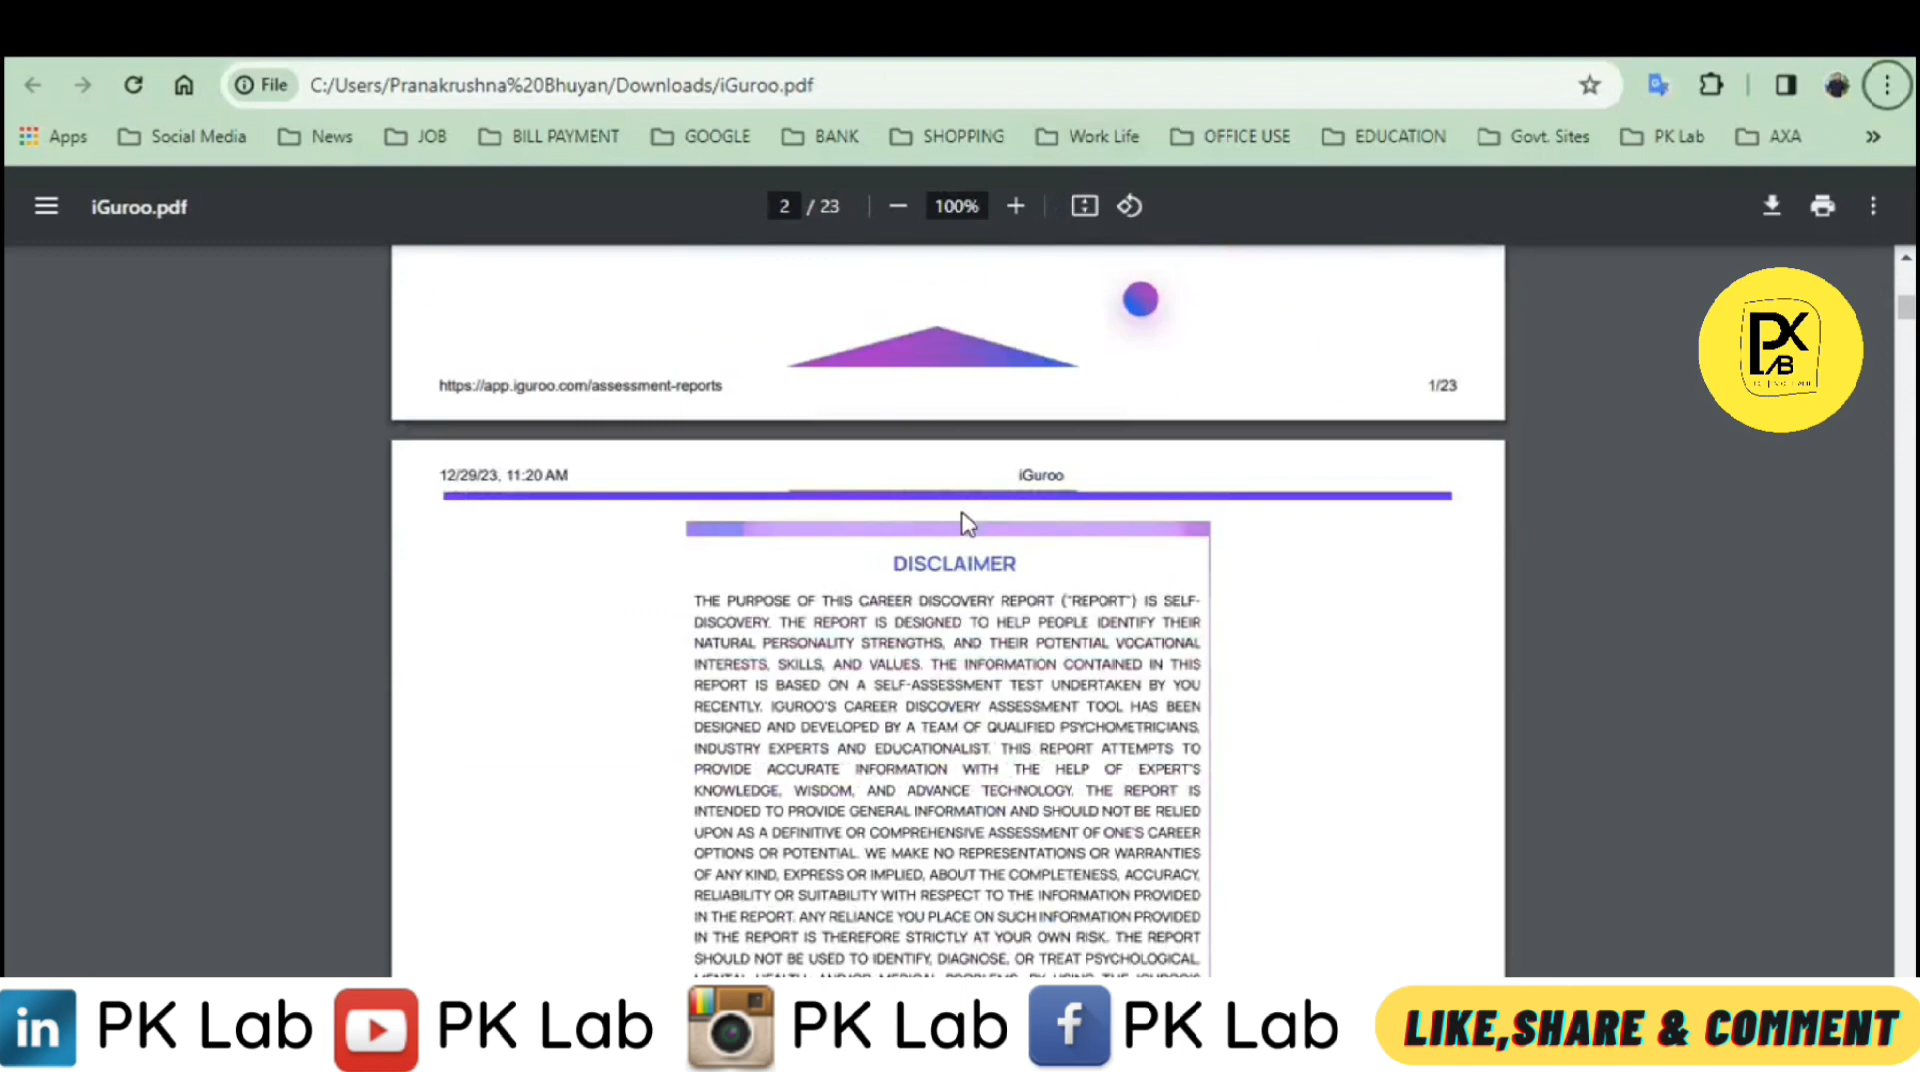 File C:/Users/Pranakrushna%20Bhuyan/Downloads/iGuroo.pdf
Apps Social Media News JOB BILL PAYMENT GOOGLE BANK SHOPPING Work Life OFFICE USE EDUCATION Govt. Sites PK Lab AXA »
iGuroo.pdf 2 / 23 100%
https://app.iguroo.com/assessment-reports 1/23
12/29/23, 11:20 AM iGuroo
DISCLAIMER
THE PURPOSE OF THIS CAREER DISCOVERY REPORT ("REPORT") IS SELF-
DISCOVERY. THE REPORT IS DESIGNED TO HELP PEOPLE IDENTIFY THEIR
NATURAL PERSONALITY STRENGTHS, AND THEIR POTENTIAL VOCATIONAL
INTERESTS, SKILLS, AND VALUES. THE INFORMATION CONTAINED IN THIS
REPORT IS BASED ON A SELF-ASSESSMENT TEST UNDERTAKEN BY YOU
RECENTLY. IGUROO'S CAREER DISCOVERY ASSESSMENT TOOL HAS BEEN
DESIGNED AND DEVELOPED BY A TEAM OF QUALIFIED PSYCHOMETRICIANS,
INDUSTRY EXPERTS AND EDUCATIONALIST. THIS REPORT ATTEMPTS TO
PROVIDE ACCURATE INFORMATION WITH THE HELP OF EXPERT'S
KNOWLEDGE, WISDOM, AND ADVANCE TECHNOLOGY. THE REPORT IS
INTENDED TO PROVIDE GENERAL INFORMATION AND SHOULD NOT BE RELIED
UPON AS A DEFINITIVE OR COMPREHENSIVE ASSESSMENT OF ONE'S CAREER
OPTIONS OR POTENTIAL. WE MAKE NO REPRESENTATIONS OR WARRANTIES
OF ANY KIND, EXPRESS OR IMPLIED, ABOUT THE COMPLETENESS, ACCURACY,
RELIABILITY OR SUITABILITY WITH RESPECT TO THE INFORMATION PROVIDED
IN THE REPORT. ANY RELIANCE YOU PLACE ON SUCH INFORMATION PROVIDED
IN THE REPORT IS THEREFORE STRICTLY AT YOUR OWN RISK. THE REPORT
SHOULD NOT BE USED TO IDENTIFY, DIAGNOSE, OR TREAT PSYCHOLOGICAL,
in PK Lab PK Lab PK Lab f PK Lab LIKE,SHARE & COMMENT